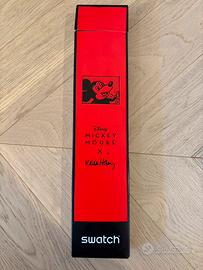 Disney
MICKEY
MOUSE
X
Keith Haring
swatch